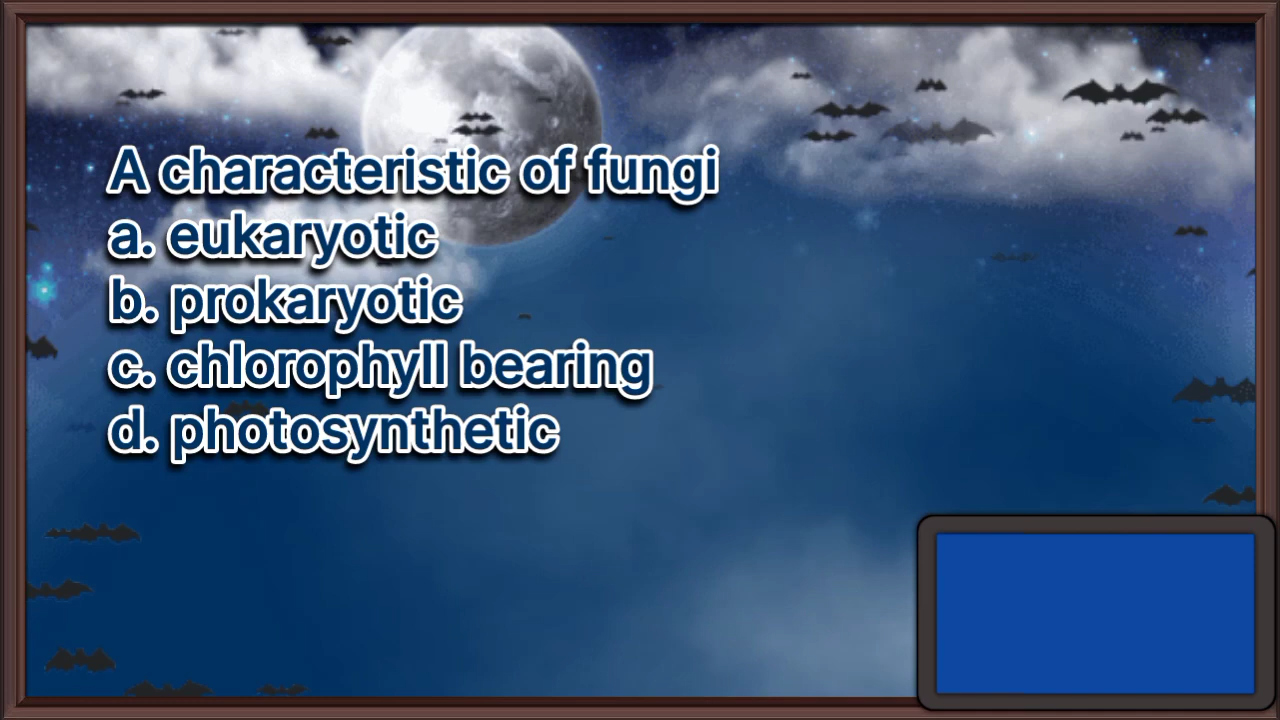 A characteristic of fungi
a. eukaryotic
b. prokaryotic
c. chlorophyll bearing
d. photosynthetic